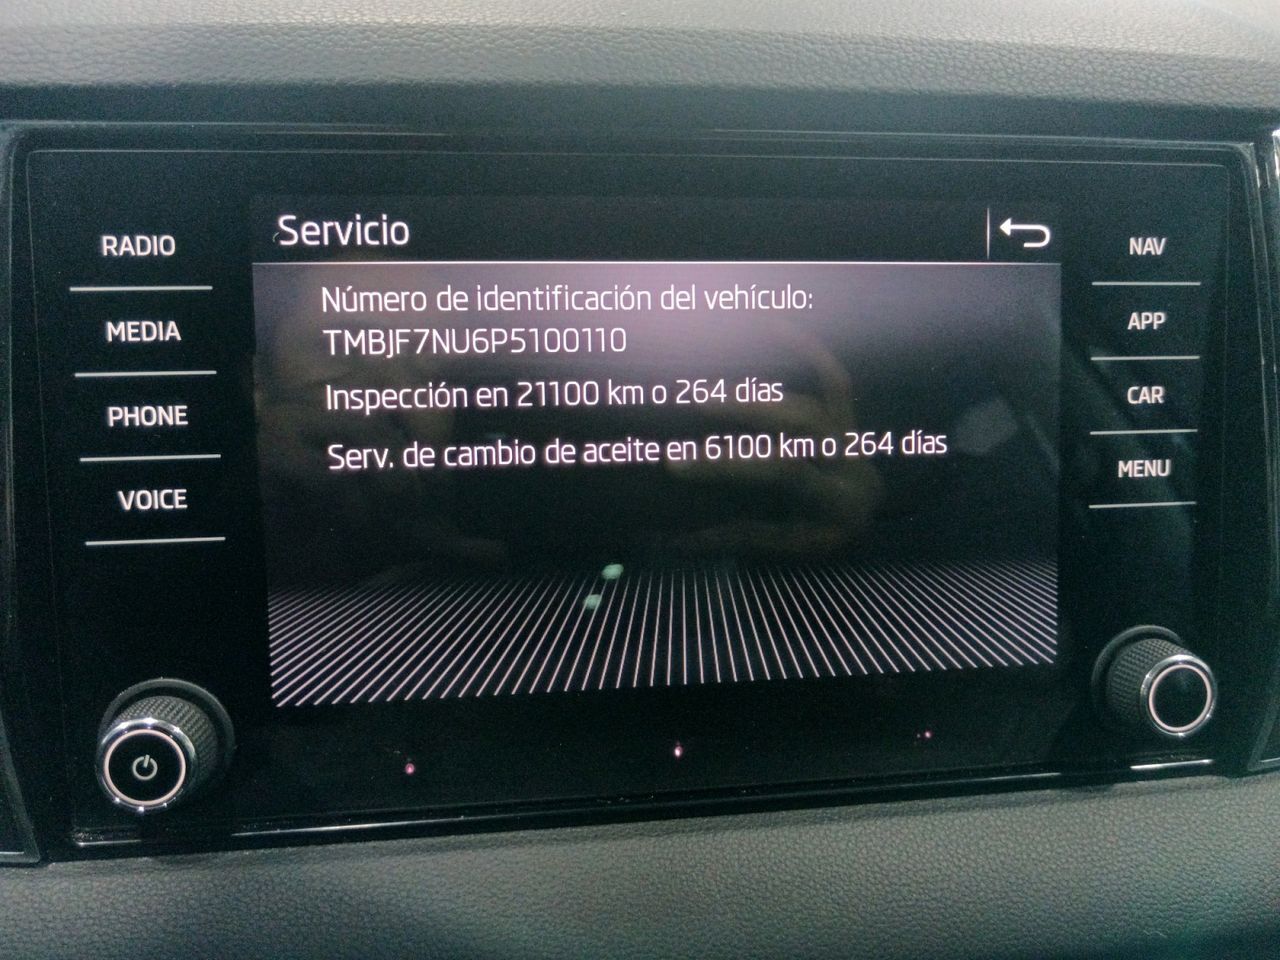 Servicio
RADIO
MEDIA
PHONE
VOICE
Número de identificación del vehículo:
TMBJF7NU6P5100110
Inspección en 21100 km o 264 días
Serv. de cambio de aceite en 6100 km o 264 días
NAV
APP
CAR
MENU